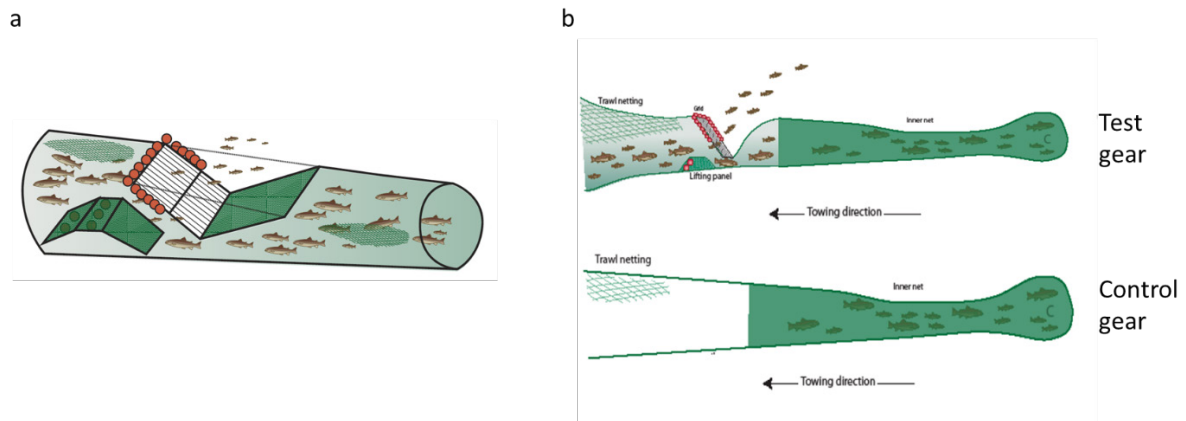 a
b
Trawl netting
Grid
Inner net
Lifting panel
Test
gear
C
Towing direction
Trawl netting
Inner net
Control
gear
C
Towing direction